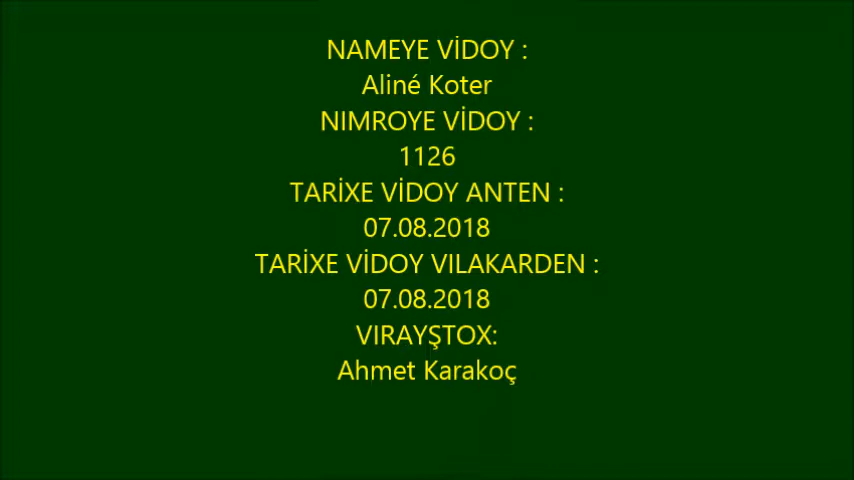 NAMEYE VİDOY :
Aliné Koter
NIMROYE VİDOY :
1126
TARİXE VİDOY ANTEN :
07.08.2018
TARİXE VİDOY VILAKARDEN :
07.08.2018
VIRAYŞTOX:
Ahmet Karakoç